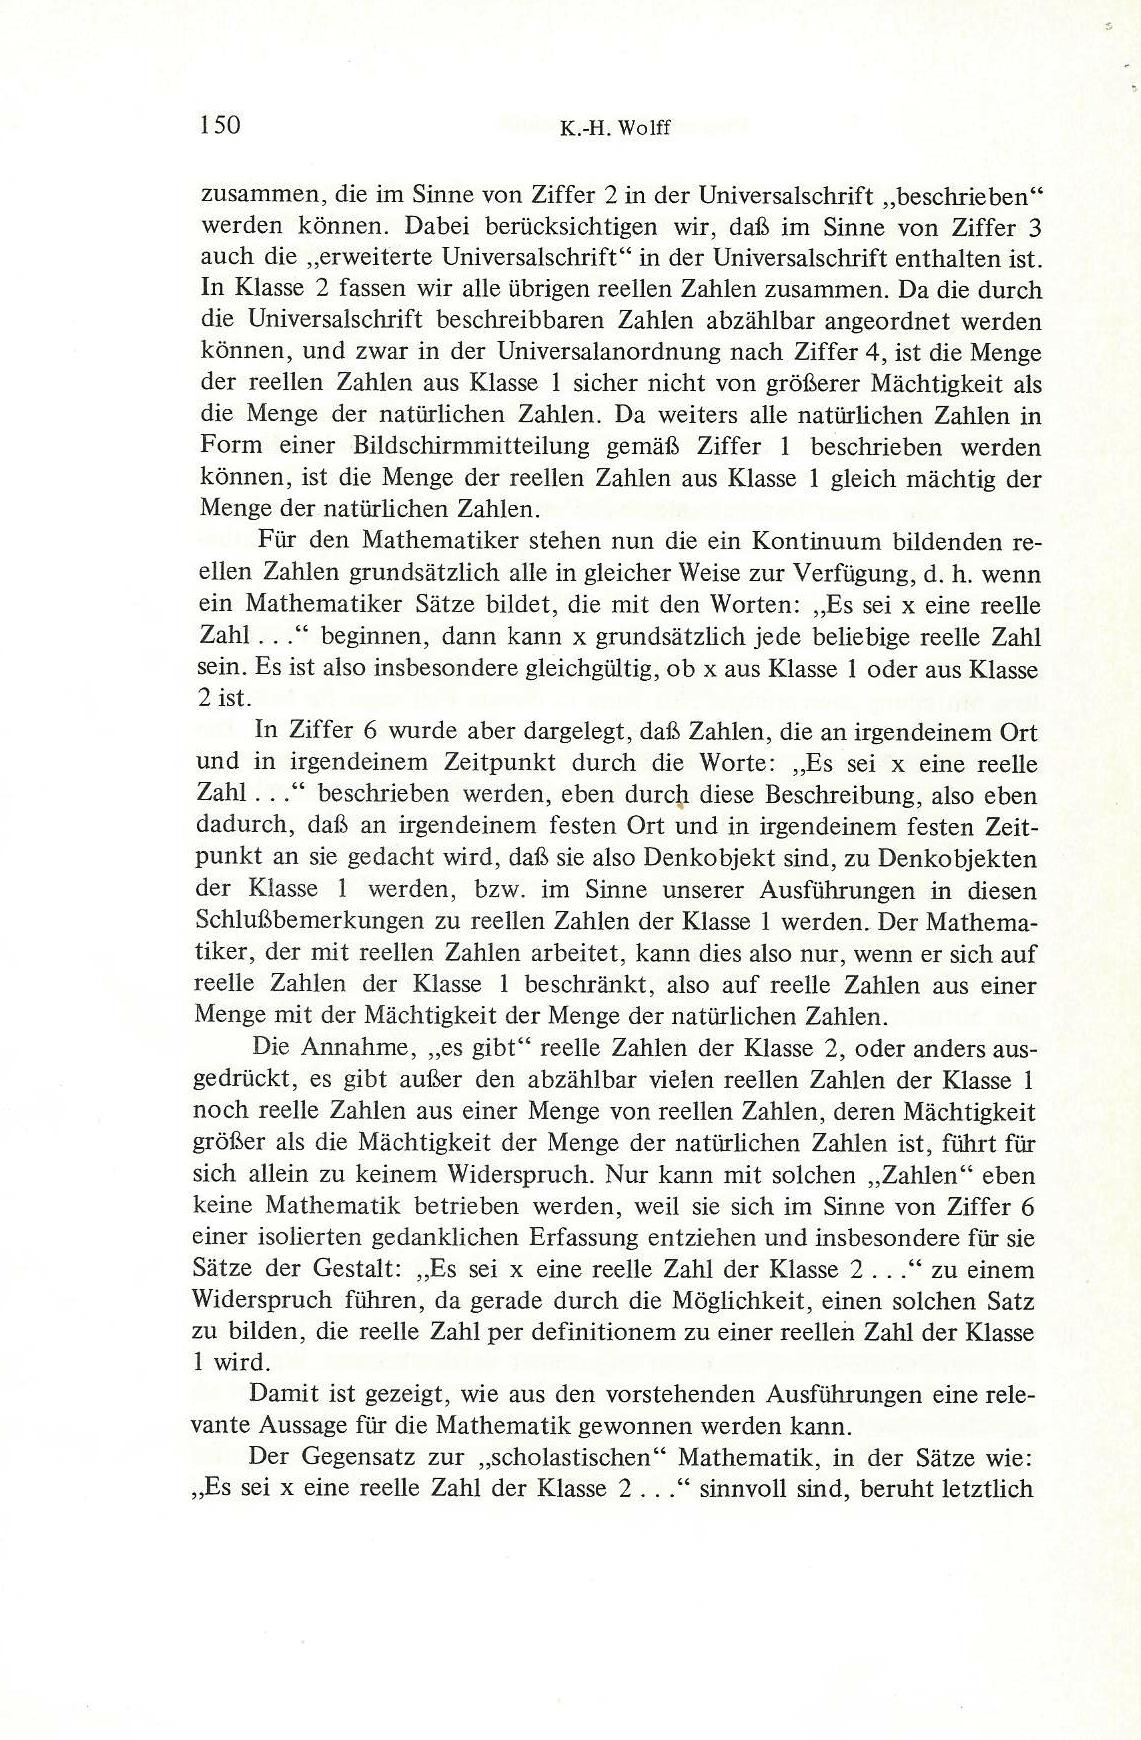 150
K.-H. Wolff
zusammen, die im Sinne von Ziffer 2 in der Universalschrift „beschrieben“
werden können. Dabei berücksichtigen wir, daß im Sinne von Ziffer 3
auch die „erweiterte Universalschrift“ in der Universalschrift enthalten ist.
In Klasse 2 fassen wir alle übrigen reellen Zahlen zusammen. Da die durch
die Universalschrift beschreibbaren Zahlen abzählbar angeordnet werden
können, und zwar in der Universalanordnung nach Ziffer 4, ist die Menge
der reellen Zahlen aus Klasse 1 sicher nicht von größerer Mächtigkeit als
die Menge der natürlichen Zahlen. Da weiters alle natürlichen Zahlen in
Form einer Bildschirmmitteilung gemäß Ziffer 1 beschrieben werden
können, ist die Menge der reellen Zahlen aus Klasse 1 gleich mächtig der
Menge der natürlichen Zahlen.
Für den Mathematiker stehen nun die ein Kontinuum bildenden re-
ellen Zahlen grundsätzlich alle in gleicher Weise zur Verfügung, d. h. wenn
ein Mathematiker Sätze bildet, die mit den Worten: „Es sei x eine reelle
Zahl . . .“ beginnen, dann kann x grundsätzlich jede beliebige reelle Zahl
sein. Es ist also insbesondere gleichgültig, ob x aus Klasse 1 oder aus Klasse
2 ist.
In Ziffer 6 wurde aber dargelegt, daß Zahlen, die an irgendeinem Ort
und in irgendeinem Zeitpunkt durch die Worte: „Es sei x eine reelle
Zahl . . .“ beschrieben werden, eben durch diese Beschreibung, also eben
dadurch, daß an irgendeinem festen Ort und in irgendeinem festen Zeit-
punkt an sie gedacht wird, daß sie also Denkobjekt sind, zu Denkobjekten
der Klasse 1 werden, bzw. im Sinne unserer Ausführungen in diesen
Schlußbemerkungen zu reellen Zahlen der Klasse 1 werden. Der Mathema-
tiker, der mit reellen Zahlen arbeitet, kann dies also nur, wenn er sich auf
reelle Zahlen der Klasse 1 beschränkt, also auf reelle Zahlen aus einer
Menge mit der Mächtigkeit der Menge der natürlichen Zahlen.
Die Annahme, „es gibt“ reelle Zahlen der Klasse 2, oder anders aus-
gedrückt, es gibt außer den abzählbar vielen reellen Zahlen der Klasse 1
noch reelle Zahlen aus einer Menge von reellen Zahlen, deren Mächtigkeit
größer als die Mächtigkeit der Menge der natürlichen Zahlen ist, führt für
sich allein zu keinem Widerspruch. Nur kann mit solchen „Zahlen“ eben
keine Mathematik betrieben werden, weil sie sich im Sinne von Ziffer 6
einer isolierten gedanklichen Erfassung entziehen und insbesondere für sie
Sätze der Gestalt: „Es sei x eine reelle Zahl der Klasse 2 . . .“ zu einem
Widerspruch führen, da gerade durch die Möglichkeit, einen solchen Satz
zu bilden, die reelle Zahl per definitionem zu einer reellen Zahl der Klasse
1 wird.
Damit ist gezeigt, wie aus den vorstehenden Ausführungen eine rele-
vante Aussage für die Mathematik gewonnen werden kann.
Der Gegensatz zur „scholastischen“ Mathematik, in der Sätze wie:
„Es sei x eine reelle Zahl der Klasse 2 . . .“ sinnvoll sind, beruht letztlich